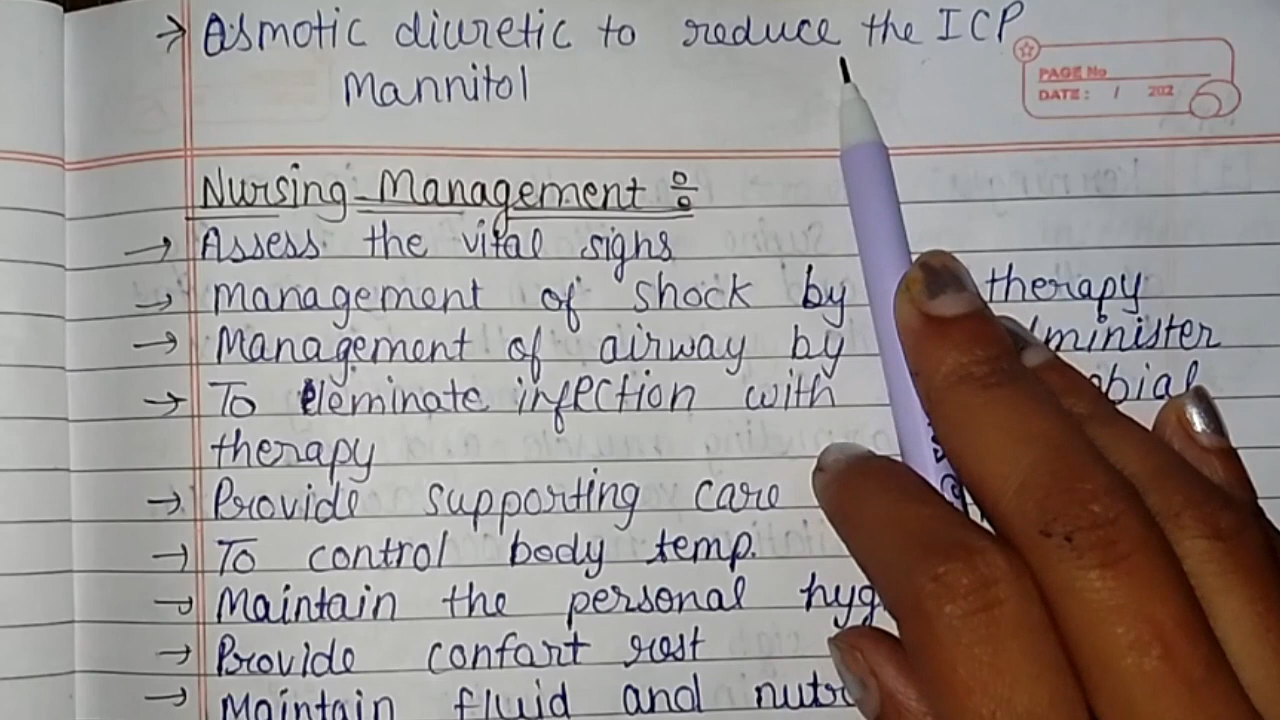 → Osmotic diuretic to reduce the ICP
Mannitol
PAGE No
DATE: / 202
Nursing Management
→ Assess the vital signs
→ Management of shock by therapy
→ Management of airway by
→ To eleminate infection with
therapy
→ Provide supporting care
→ To control body temp.
→ Maintain the personal
→ Provide confort rest
→ Maintain fluid and